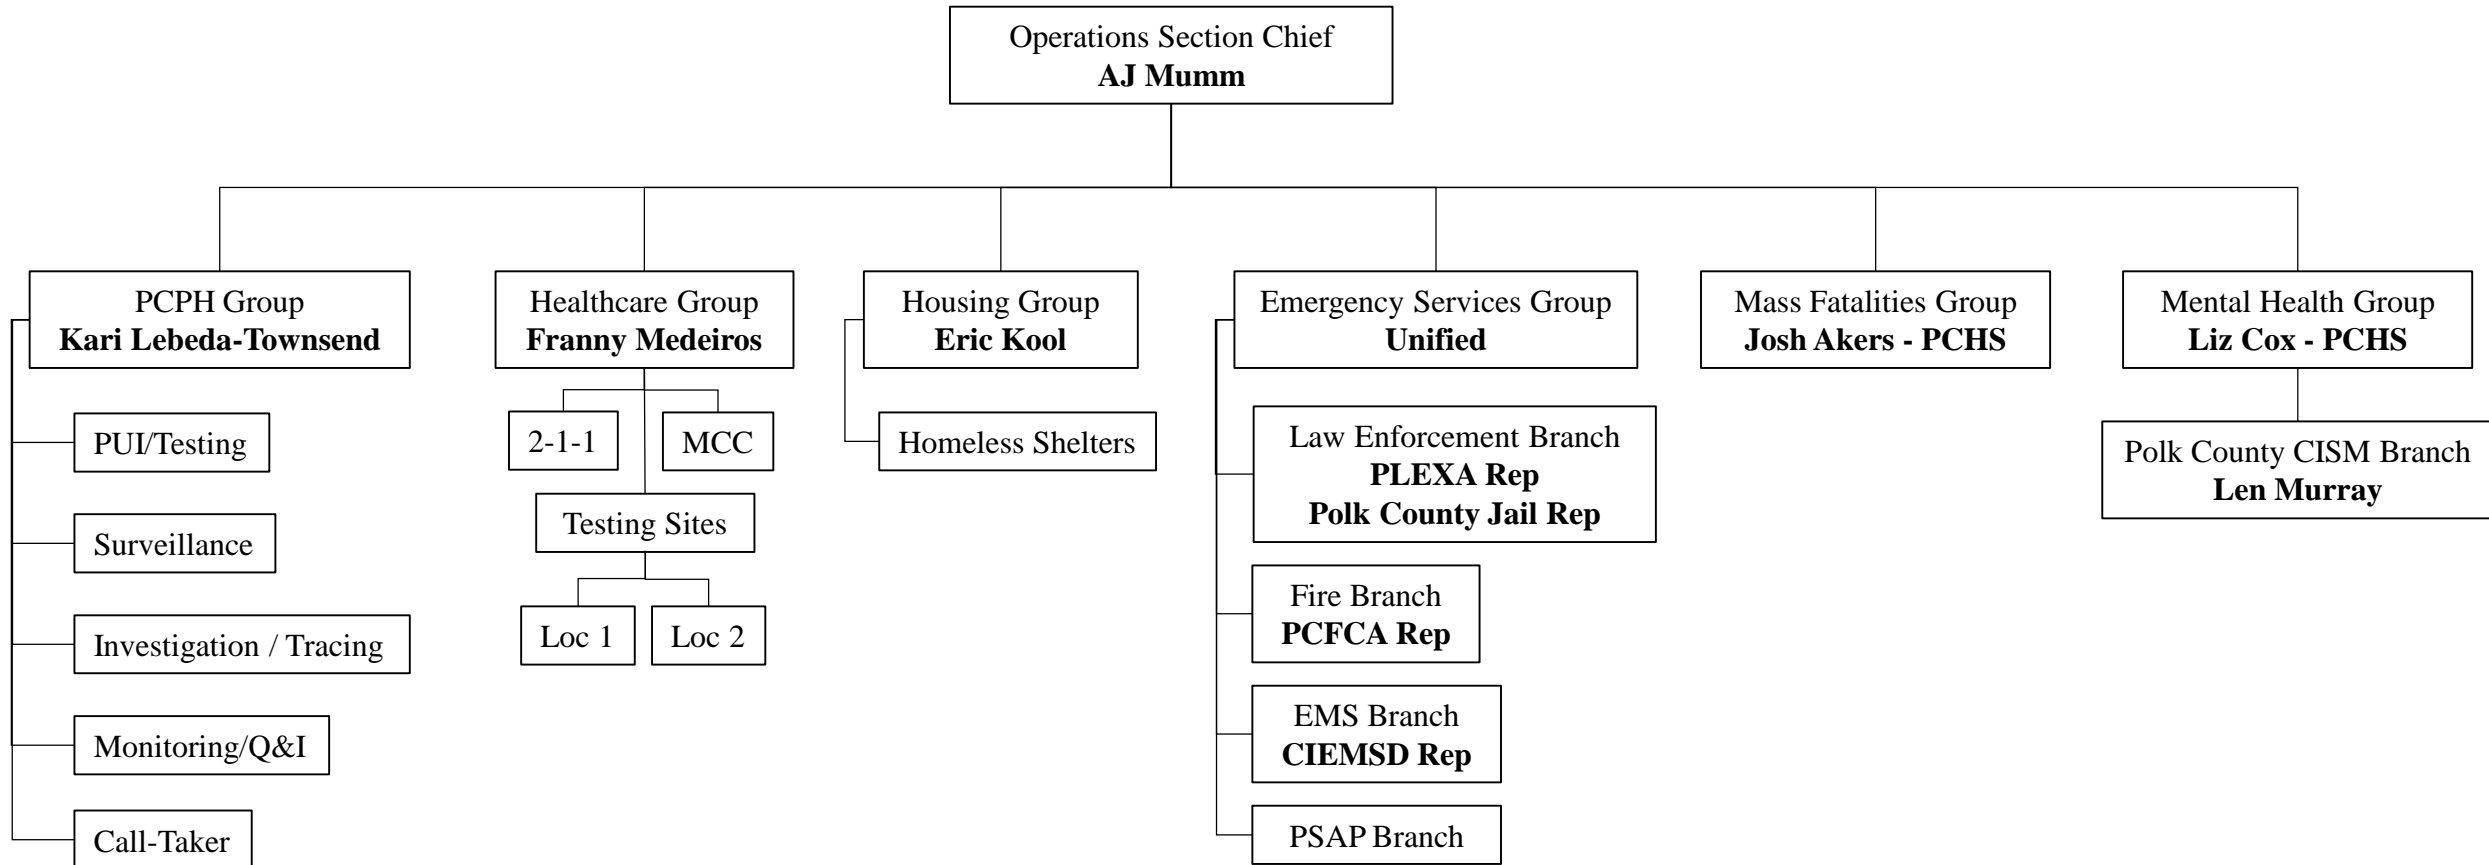 Operations Section Chief
AJ Mumm
PCPH Group
Kari Lebeda-Townsend
PUI/Testing
Surveillance
Investigation / Tracing
Monitoring/Q&I
Call-Taker
Healthcare Group
Franny Medeiros
2-1-1
MCC
Testing Sites
Loc 1
Loc 2
Housing Group
Eric Kool
Homeless Shelters
Emergency Services Group
Unified
Law Enforcement Branch
PLEXA Rep
Polk County Jail Rep
Fire Branch
PCFCA Rep
EMS Branch
CIEMSD Rep
PSAP Branch
Mass Fatalities Group
Josh Akers - PCHS
Mental Health Group
Liz Cox - PCHS
Polk County CISM Branch
Len Murray